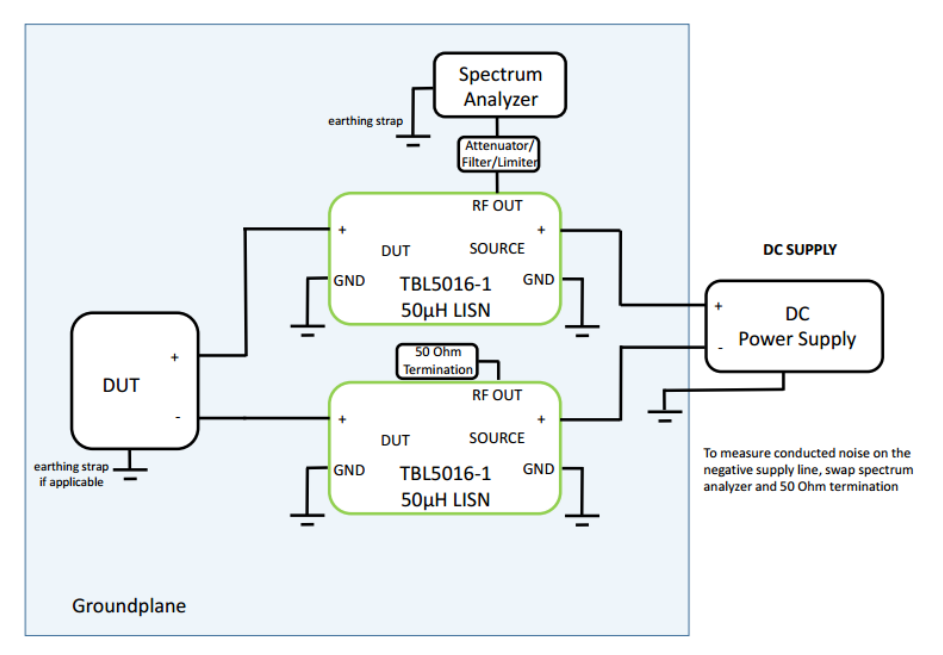 Spectrum
Analyzer
earthing strap
Attenuator/
Filter/Limiter
RF OUT
+
+
DUT
SOURCE
GND
GND
TBL5016-1
50µH LISN
DC SUPPLY
+
DC
Power Supply
-
50 Ohm
Termination
RF OUT
+
+
DUT
SOURCE
GND
GND
TBL5016-1
50µH LISN
+
DUT
-
earthing strap
if applicable
To measure conducted noise on the
negative supply line, swap spectrum
analyzer and 50 Ohm termination
Groundplane